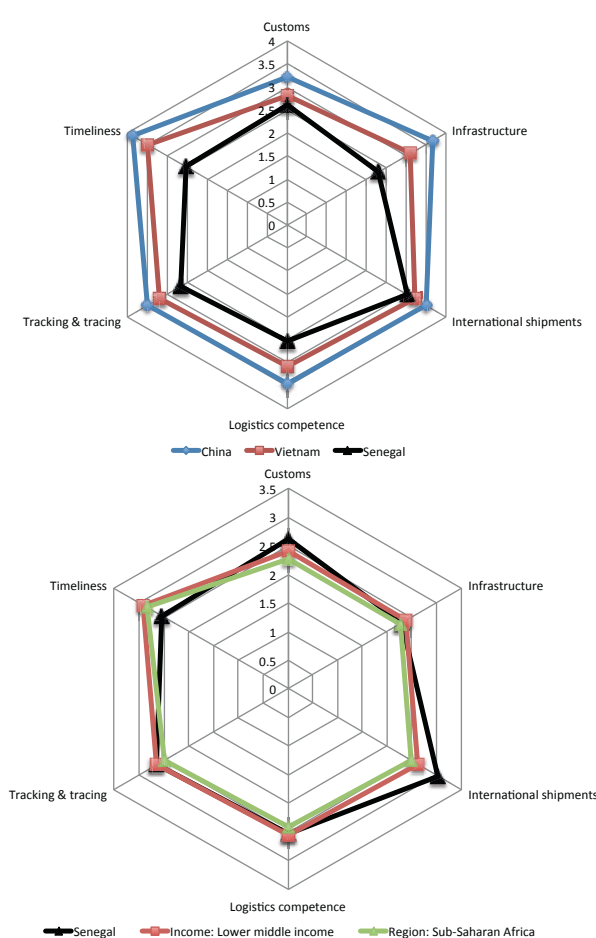 Customs
4
3.5
3
2.5
2
1.5
1
0.5
0
Timeliness
Infrastructure
Tracking & tracing
International shipments
Logistics competence
China Vietnam Senegal
Customs
3.5
3
2.5
2
1.5
1
0.5
0
Timeliness
Infrastructure
Tracking & tracing
International shipments
Logistics competence
Senegal Income: Lower middle income Region: Sub-Saharan Africa